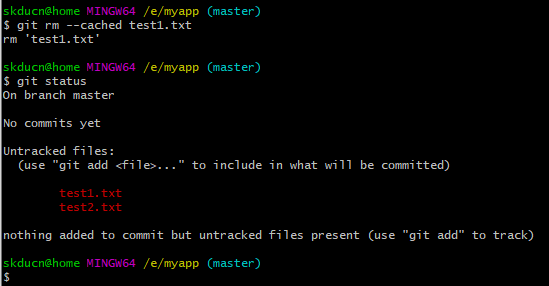 skducn@home MINGW64 /e/myapp (master)
$ git rm --cached test1.txt
rm 'test1.txt'
skducn@home MINGW64 /e/myapp (master)
$ git status
On branch master
No commits yet
Untracked files:
(use "git add <file>..." to include in what will be committed)
test1.txt
test2.txt
nothing added to commit but untracked files present (use "git add" to track)
skducn@home MINGW64 /e/myapp (master)
$